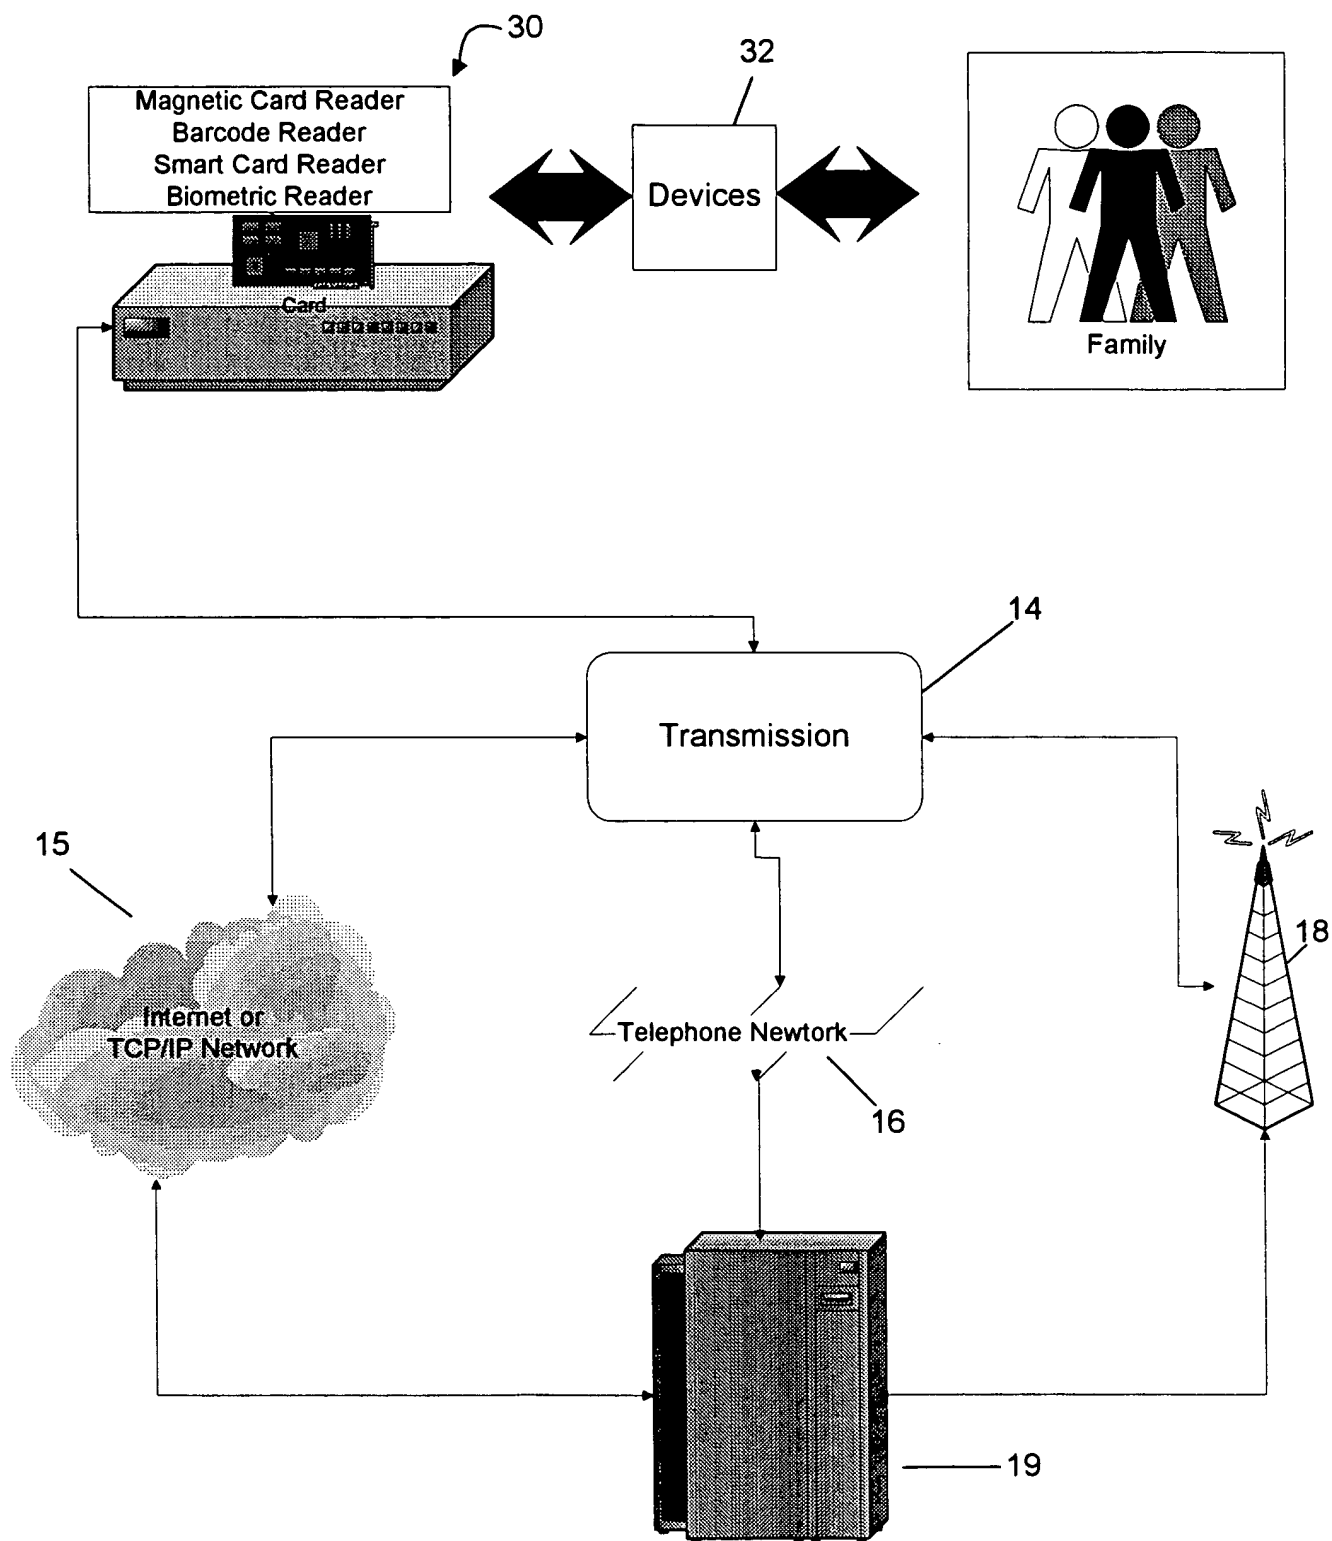 30
32
Magnetic Card Reader
Barcode Reader
Smart Card Reader
Biometric Reader
Devices
Card
Family
14
Transmission
15
18
Internet or
TCP/IP Network
Telephone Newtork
16
19